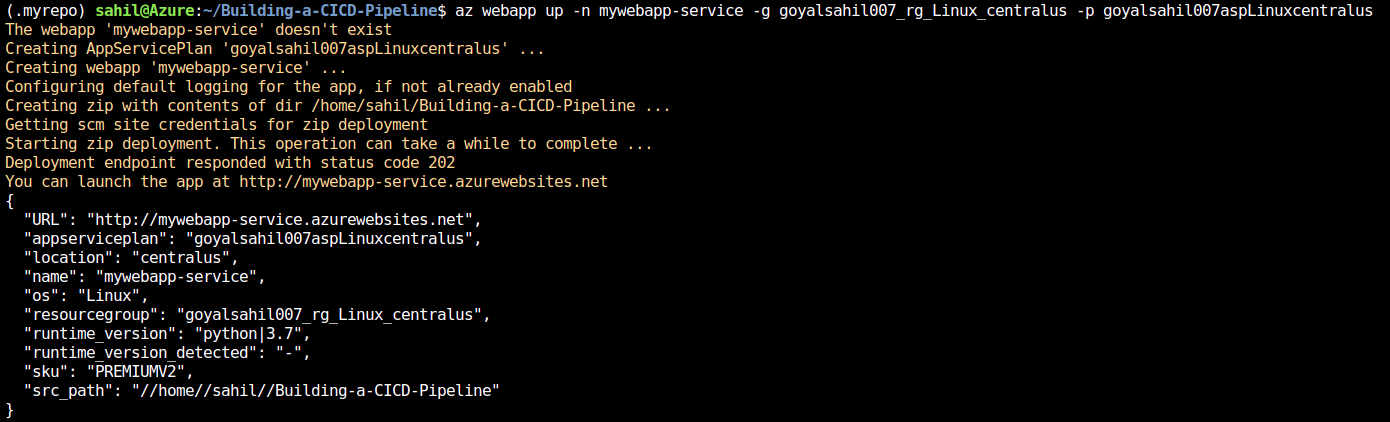 (.myrepo) sahil@Azure:~/Building-a-CICD-Pipeline$ az webapp up -n mywebapp-service -g goyalsahil007_rg_Linux_centralus -p goyalsahil007aspLinuxcentralus
The webapp 'mywebapp-service' doesn't exist
Creating AppServicePlan 'goyalsahil007aspLinuxcentralus' ...
Creating webapp 'mywebapp-service' ...
Configuring default logging for the app, if not already enabled
Creating zip with contents of dir /home/sahil/Building-a-CICD-Pipeline ...
Getting scm site credentials for zip deployment
Starting zip deployment. This operation can take a while to complete ...
Deployment endpoint responded with status code 202
You can launch the app at http://mywebapp-service.azurewebsites.net
{
  "URL": "http://mywebapp-service.azurewebsites.net",
  "appserviceplan": "goyalsahil007aspLinuxcentralus",
  "location": "centralus",
  "name": "mywebapp-service",
  "os": "Linux",
  "resourcegroup": "goyalsahil007_rg_Linux_centralus",
  "runtime_version": "python|3.7",
  "runtime_version_detected": "-",
  "sku": "PREMIUMV2",
  "src_path": "//home//sahil//Building-a-CICD-Pipeline"
}